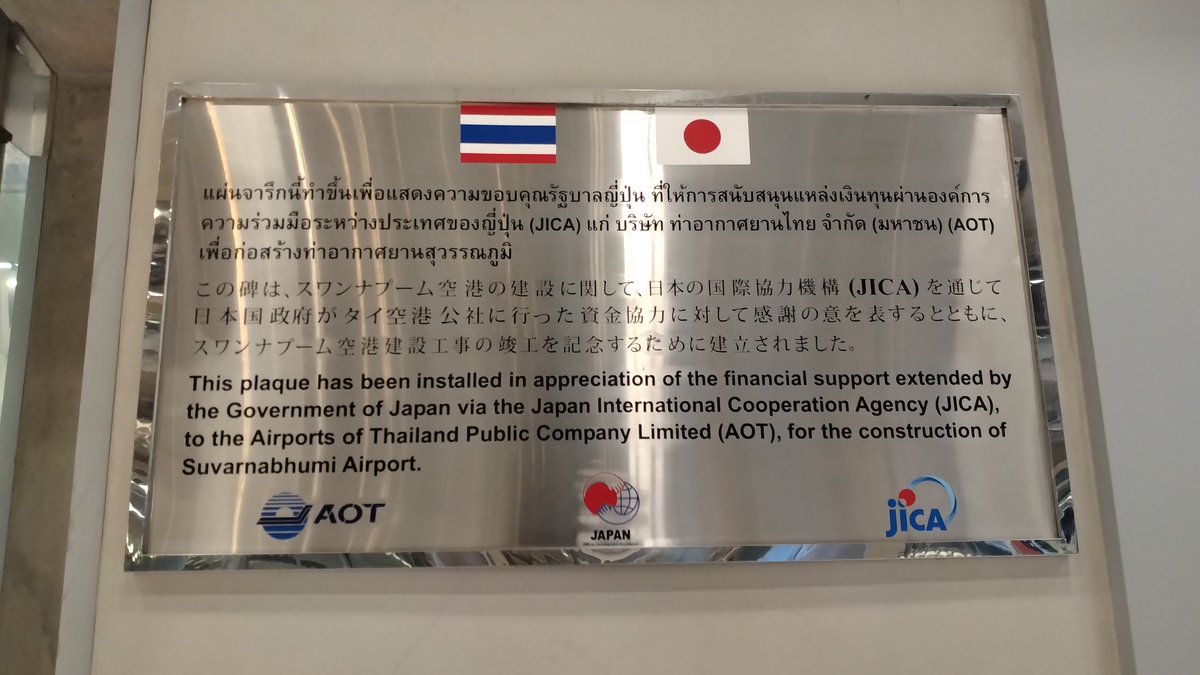 แผ่นจารึกนี้ทำขึ้นเพื่อแสดงความขอบคุณรัฐบาลญี่ปุ่น ที่ให้การสนับสนุนแหล่งเงินทุนผ่านองค์การ
ความร่วมมือระหว่างประเทศของญี่ปุ่น (JICA) แก่ บริษัท ท่าอากาศยานไทย จำกัด (มหาชน) (AOT)
เพื่อก่อสร้างท่าอากาศยานสุวรรณภูมิ
この碑は、スワンナプーム空港の建設に関して、日本の国際協力機構 (JICA) を通じて
日本国政府がタイ空港公社に行った資金協力に対して感謝の意を表するとともに、
スワンナプーム空港建設工事の竣工を記念するために建立されました。
This plaque has been installed in appreciation of the financial support extended by
the Government of Japan via the Japan International Cooperation Agency (JICA),
to the Airports of Thailand Public Company Limited (AOT), for the construction of
Suvarnabhumi Airport.
AOT
JAPAN
jICA